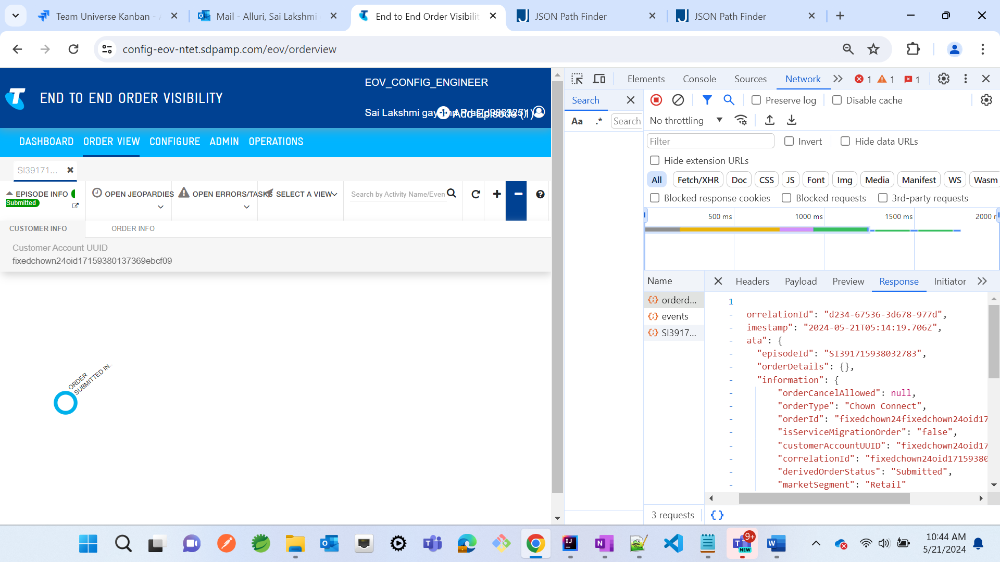 Team Universe Kanban -
Mail - Alluri, Sai Lakshmi
End to End Order Visibilit
JSON Path Finder
JSON Path Finder
config-eov-ntet.sdpamp.com/eov/orderview
END TO END ORDER VISIBILITY
EOV_CONFIG_ENGINEER
Sai Lakshmi gay
Add Episode (1)
DASHBOARD ORDER VIEW CONFIGURE ADMIN OPERATIONS
SI39171...
EPISODE INFO
Submitted
OPEN JEOPARDIES
OPEN ERRORS/TASKS
SELECT A VIEW
Search by Activity Name/Even
CUSTOMER INFO
ORDER INFO
Customer Account UUID
fixedchown24oid17159380137369ebcf09
ORDER
SUBMITTED IN..
Elements Console Sources Network 1 1 1
Search
Aa .* Search
Preserve log Disable cache
No throttling
Filter Invert Hide data URLs
Hide extension URLs
All Fetch/XHR Doc CSS JS Font Img Media Manifest WS Wasm
Blocked response cookies Blocked requests 3rd-party requests
500 ms 1000 ms 1500 ms 2000
Name
orderd...
events
SI3917...
3 requests
Headers Payload Preview Response Initiator
1
- orrelationId": "d234-67536-3d678-977d",
- imestamp": "2024-05-21T05:14:19.706Z",
- ata": {
- "episodeId": "SI391715938032783",
- "orderDetails": {},
- "information": {
- "orderCancelAllowed": null,
- "orderType": "Chown Connect",
- "orderId": "fixedchown24fixedchown24oid17
- "isServiceMigrationOrder": "false",
- "customerAccountUUID": "fixedchown24oid17
- "correlationId": "fixedchown24oid1715938
- "derivedOrderStatus": "Submitted",
- "marketSegment": "Retail"
{}
9+
NEW
10:44 AM
5/21/2024